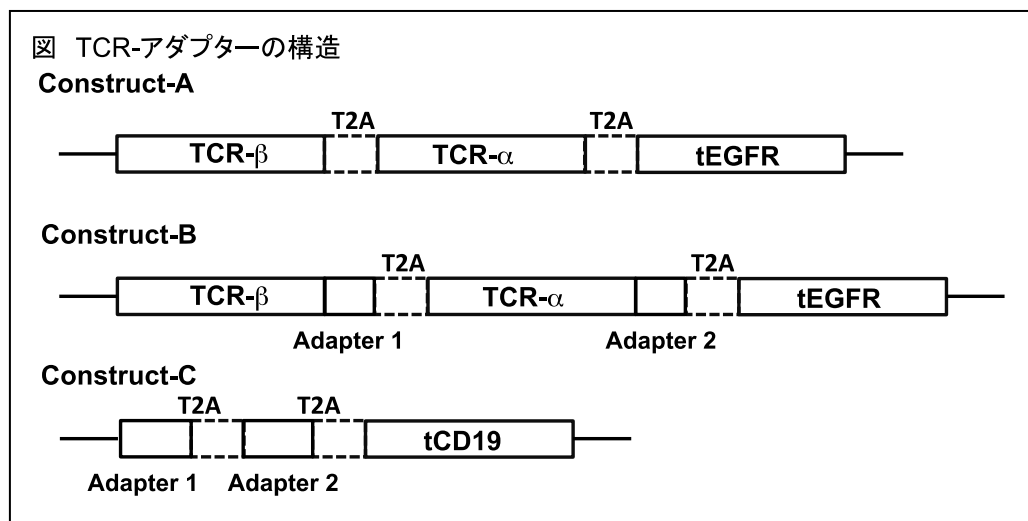 図 TCR-アダプターの構造
Construct-A
T2A T2A
TCR-β TCR-α tEGFR
Construct-B
T2A T2A
TCR-β TCR-α tEGFR
Adapter 1 Adapter 2
Construct-C
T2A T2A
tCD19
Adapter 1 Adapter 2